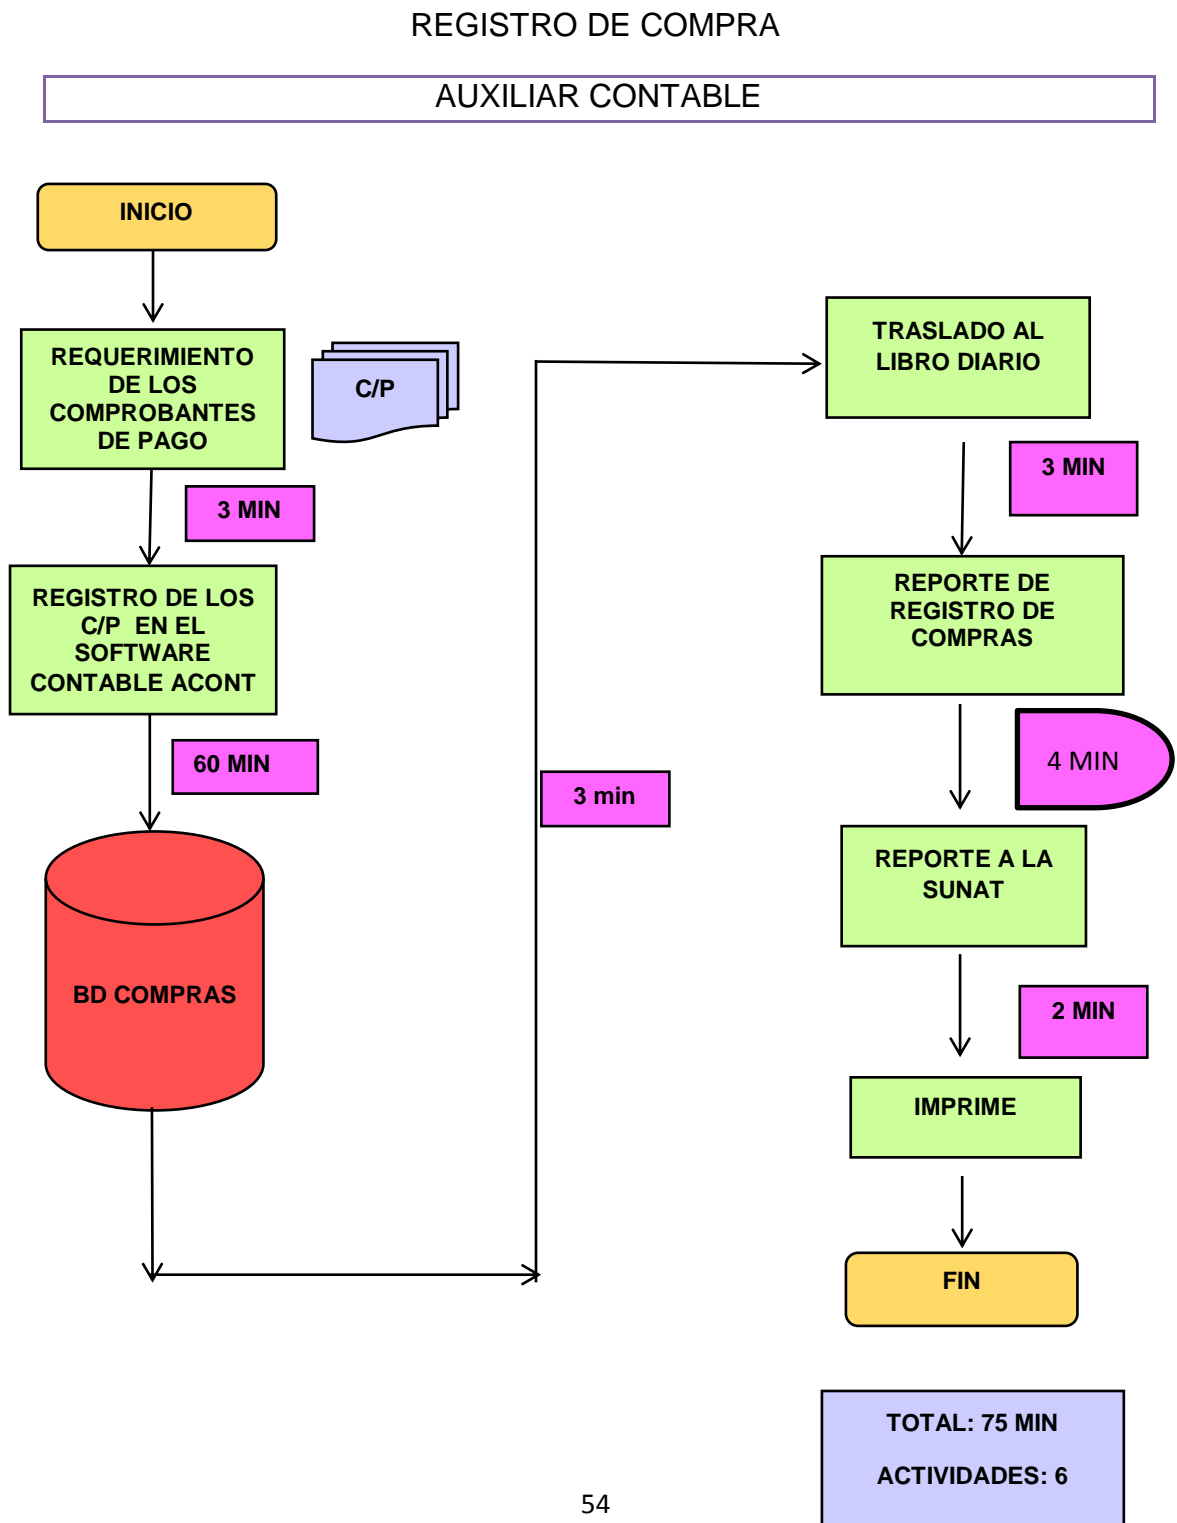 REGISTRO DE COMPRA
AUXILIAR CONTABLE
INICIO
REQUERIMIENTO
DE LOS
COMPROBANTES
DE PAGO
C/P
3 MIN
REGISTRO DE LOS
C/P EN EL
SOFTWARE
CONTABLE ACONT
60 MIN
BD COMPRAS
3 min
TRASLADO AL
LIBRO DIARIO
3 MIN
REPORTE DE
REGISTRO DE
COMPRAS
4 MIN
REPORTE A LA
SUNAT
2 MIN
IMPRIME
FIN
TOTAL: 75 MIN
ACTIVIDADES: 6
54